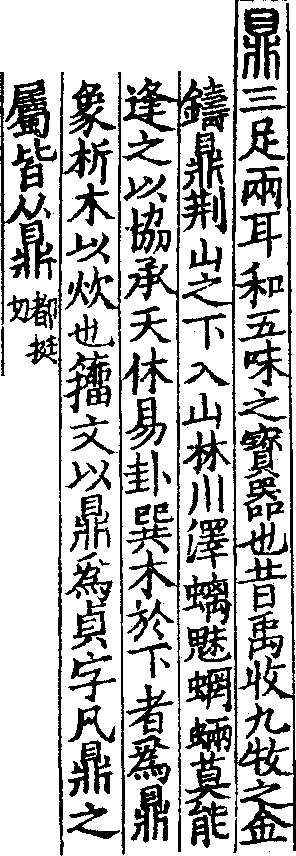 鼎三足兩耳和五味之寶器也昔禹收九牧之金
鑄鼎荆山之下入山林川澤螭魅蝄蜽莫能
逢之以協承天休易卦巽木於下者爲鼎
象析木以炊也籒文以鼎爲貞字凡鼎之
屬皆从鼎都挺切